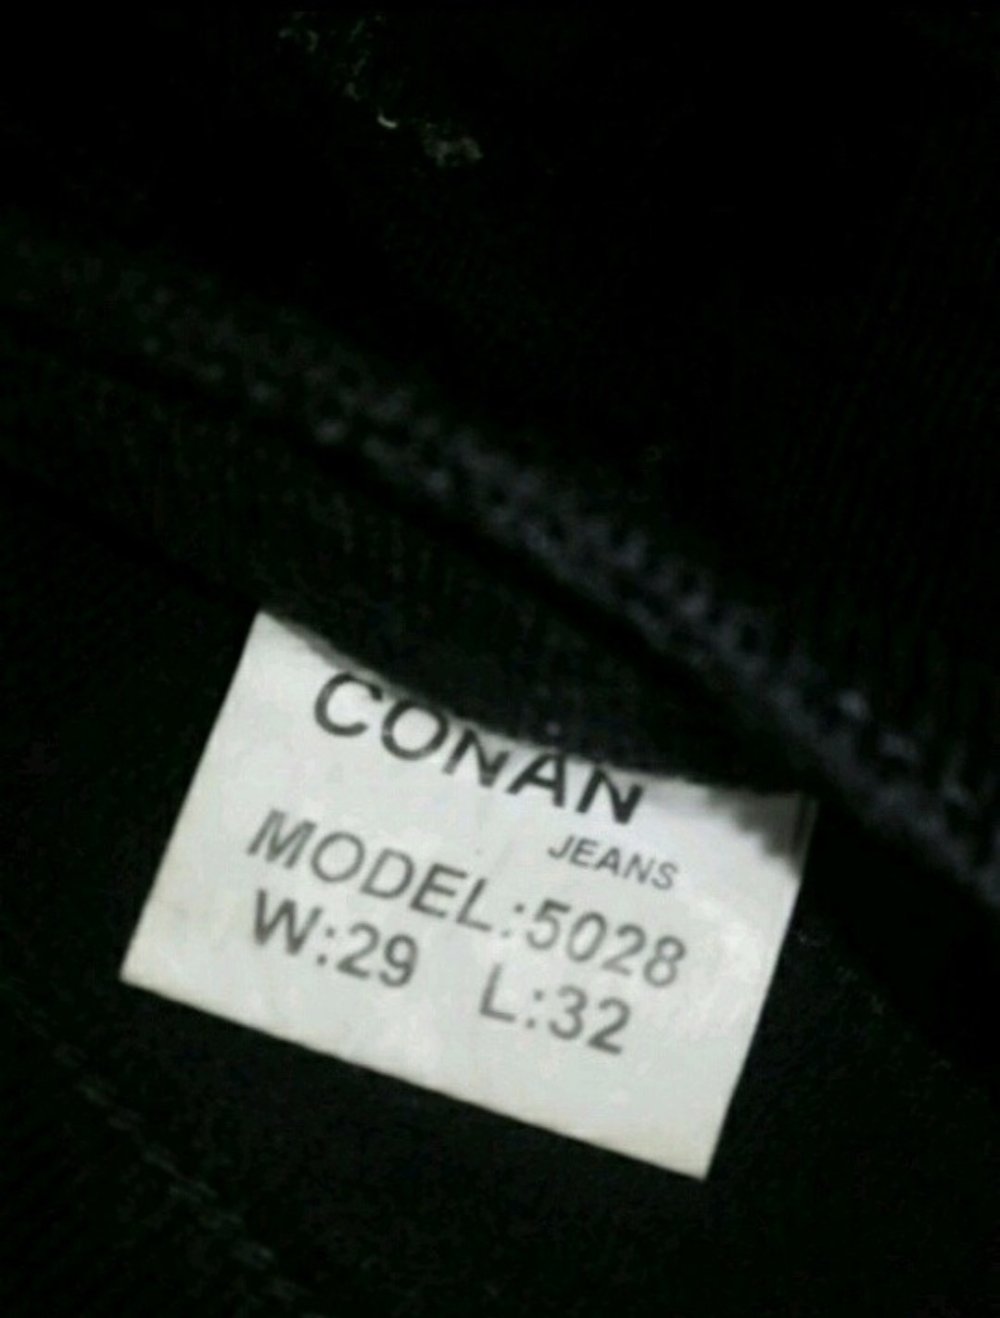 CONAN
JEANS
MODEL:5028
W:29 L:32